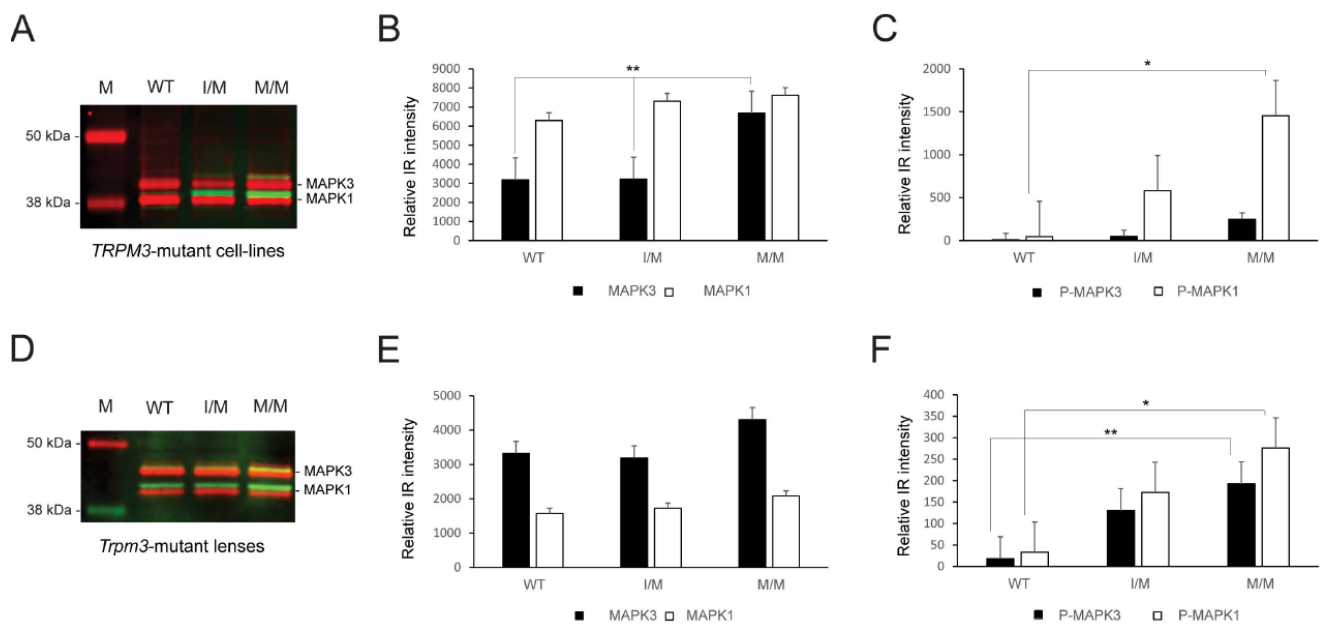 A
M WT I/M M/M
50 kDa -
- MAPK3
- MAPK1
38 kDa -
TRPM3-mutant cell-lines
B
Relative IR intensity
9000
8000
7000
6000
5000
4000
3000
2000
1000
0
**
WT I/M M/M
MAPK3 MAPK1
C
Relative IR intensity
2000
1500
1000
500
0
*
WT I/M M/M
P-MAPK3 P-MAPK1
D
M WT I/M M/M
50 kDa -
- MAPK3
- MAPK1
38 kDa -
Trpm3-mutant lenses
E
Relative IR intensity
5000
4000
3000
2000
1000
0
WT I/M M/M
MAPK3 MAPK1
F
Relative IR intensity
400
350
300
250
200
150
100
50
0
*
**
WT I/M M/M
P-MAPK3 P-MAPK1